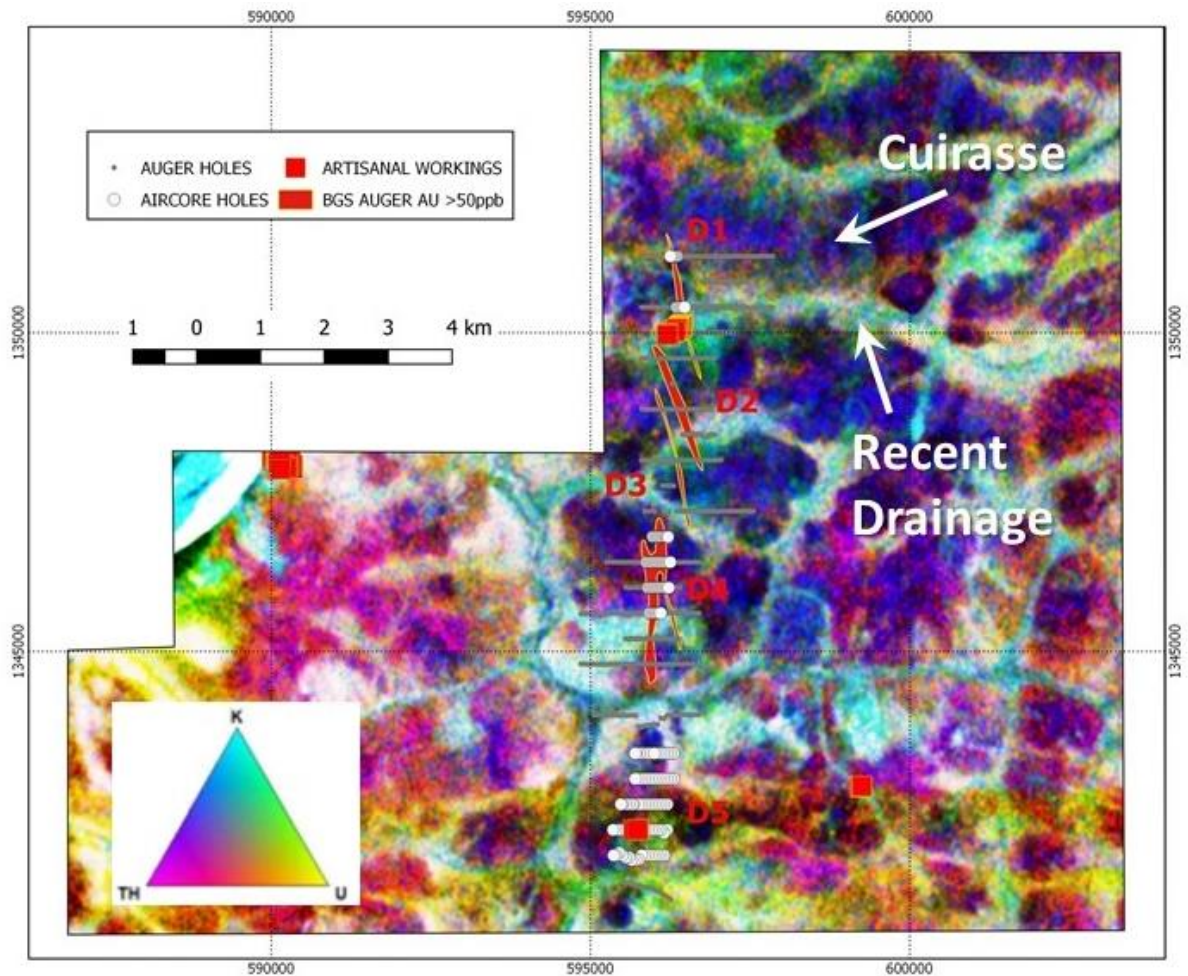 590000
595000
600000
AUGER HOLES
ARTISANAL WORKINGS
AIRCORE HOLES
BGS AUGER AU >50ppb
Cuirasse
D1
1 0 1 2 3 4 km
1350000
1350000
D2
Recent
Drainage
D3
D4
1345000
1345000
K
TH
U
D5
590000
595000
600000